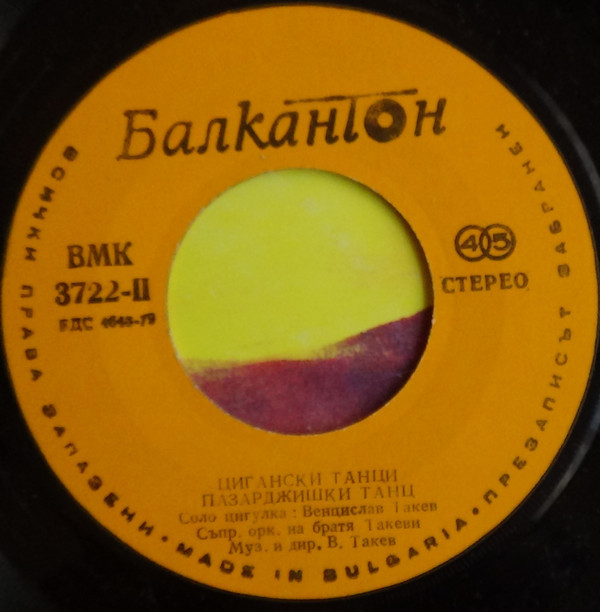 Балкантон
ВМК
3722-II
БДС 4643-79
45
СТЕРЕО
ЦИГАНСКИ ТАНЦИ
ПАЗАРДЖИШКИ ТАНЦ
Соло цигулка: Венцислав Такев
Съпр. орк. на братя Такеви
Муз. и дир. В. Такев
ВСИЧКИ ПРАВА ЗАПАЗЕНИ • MADE IN BULGARIA • ПРЕЗАПИСЪТ ЗАБРАНЕН